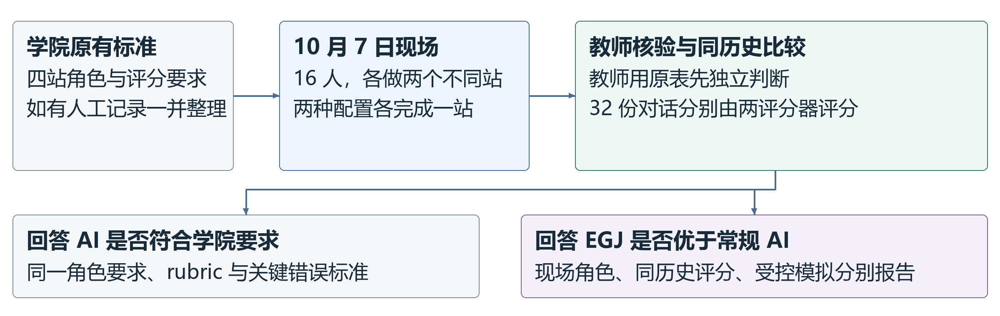 学院原有标准
四站角色与评分要求
如有人工记录一并整理
10 月 7 日现场
16 人，各做两个不同站
两种配置各完成一站
教师核验与同历史比较
教师用原表先独立判断
32 份对话分别由两评分器评分
回答 AI 是否符合学院要求
同一角色要求、rubric 与关键错误标准
回答 EGJ 是否优于常规 AI
现场角色、同历史评分、受控模拟分别报告